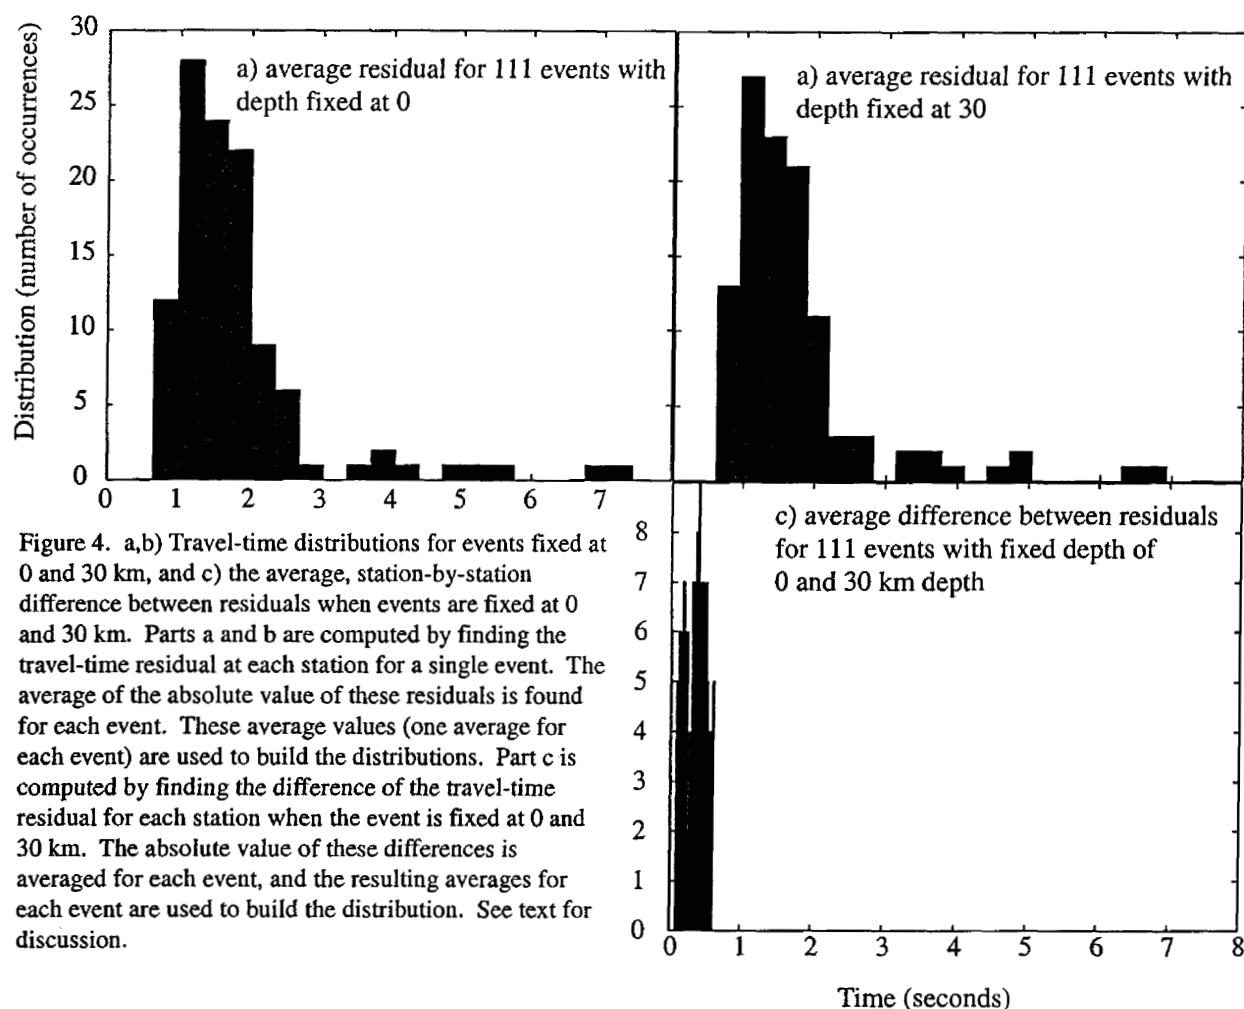 Distribution (number of occurrences)
30
25
20
15
10
5
0
a) average residual for 111 events with
depth fixed at 0
0 1 2 3 4 5 6 7
a) average residual for 111 events with
depth fixed at 30
Figure 4. a,b) Travel-time distributions for events fixed at
0 and 30 km, and c) the average, station-by-station
difference between residuals when events are fixed at 0
and 30 km. Parts a and b are computed by finding the
travel-time residual at each station for a single event. The
average of the absolute value of these residuals is found
for each event. These average values (one average for
each event) are used to build the distributions. Part c is
computed by finding the difference of the travel-time
residual for each station when the event is fixed at 0 and
30 km. The absolute value of these differences is
averaged for each event, and the resulting averages for
each event are used to build the distribution. See text for
discussion.
c) average difference between residuals
for 111 events with fixed depth of
0 and 30 km depth
8
7
6
5
4
3
2
1
0
0 1 2 3 4 5 6 7 8
Time (seconds)